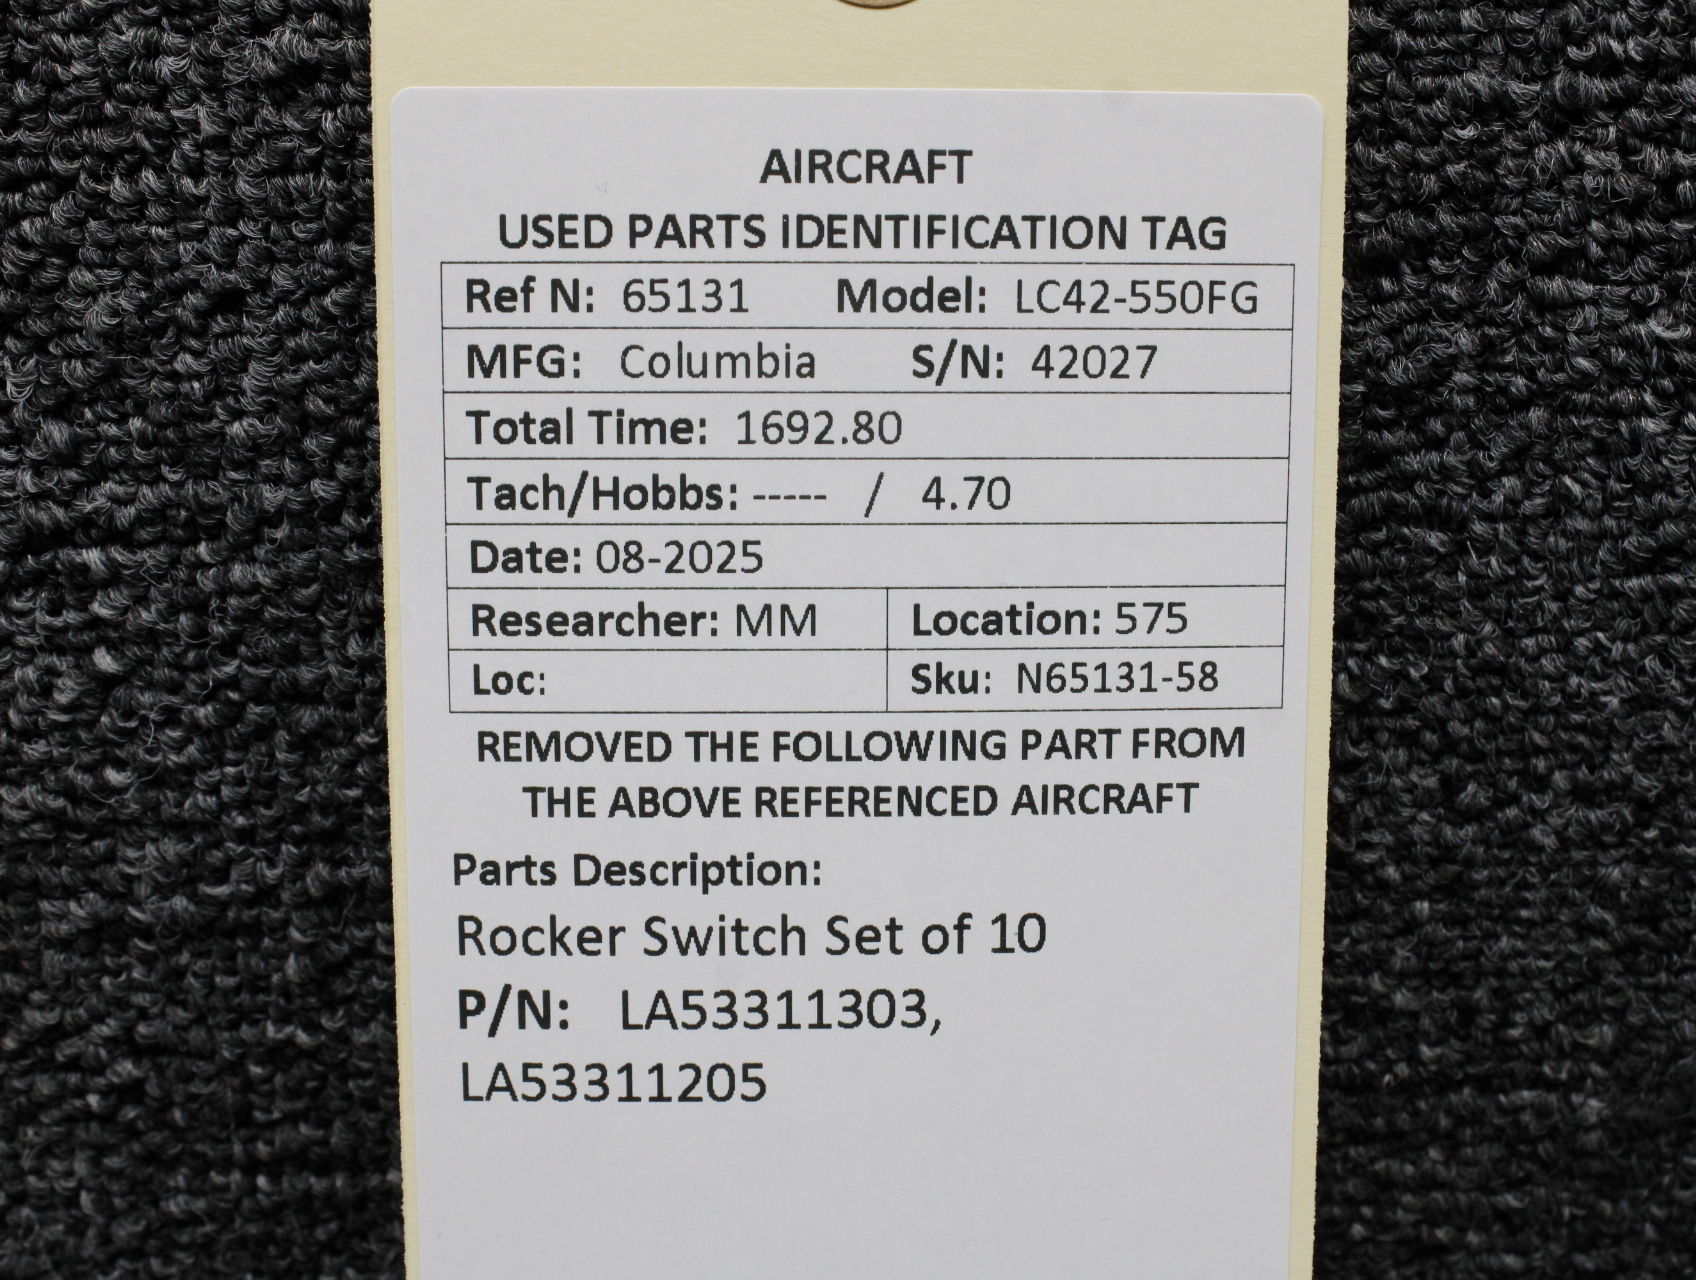 AIRCRAFT
USED PARTS IDENTIFICATION TAG
Ref N: 65131 Model: LC42-550FG
MFG: Columbia S/N: 42027
Total Time: 1692.80
Tach/Hobbs: ----- / 4.70
Date: 08-2025
Researcher: MM Location: 575
Loc: Sku: N65131-58
REMOVED THE FOLLOWING PART FROM
THE ABOVE REFERENCED AIRCRAFT
Parts Description:
Rocker Switch Set of 10
P/N: LA53311303,
LA53311205